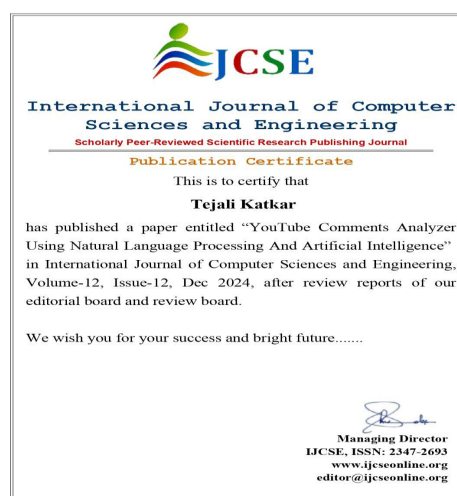 IJCSE
International Journal of Computer
Sciences and Engineering
Scholarly Peer-Reviewed Scientific Research Publishing Journal
Publication Certificate
This is to certify that
Tejali Katkar
has published a paper entitled “YouTube Comments Analyzer
Using Natural Language Processing And Artificial Intelligence”
in International Journal of Computer Sciences and Engineering,
Volume-12, Issue-12, Dec 2024, after review reports of our
editorial board and review board.
We wish you for your success and bright future.......
Managing Director
IJCSE, ISSN: 2347-2693
www.ijcseonline.org
editor@ijcseonline.org